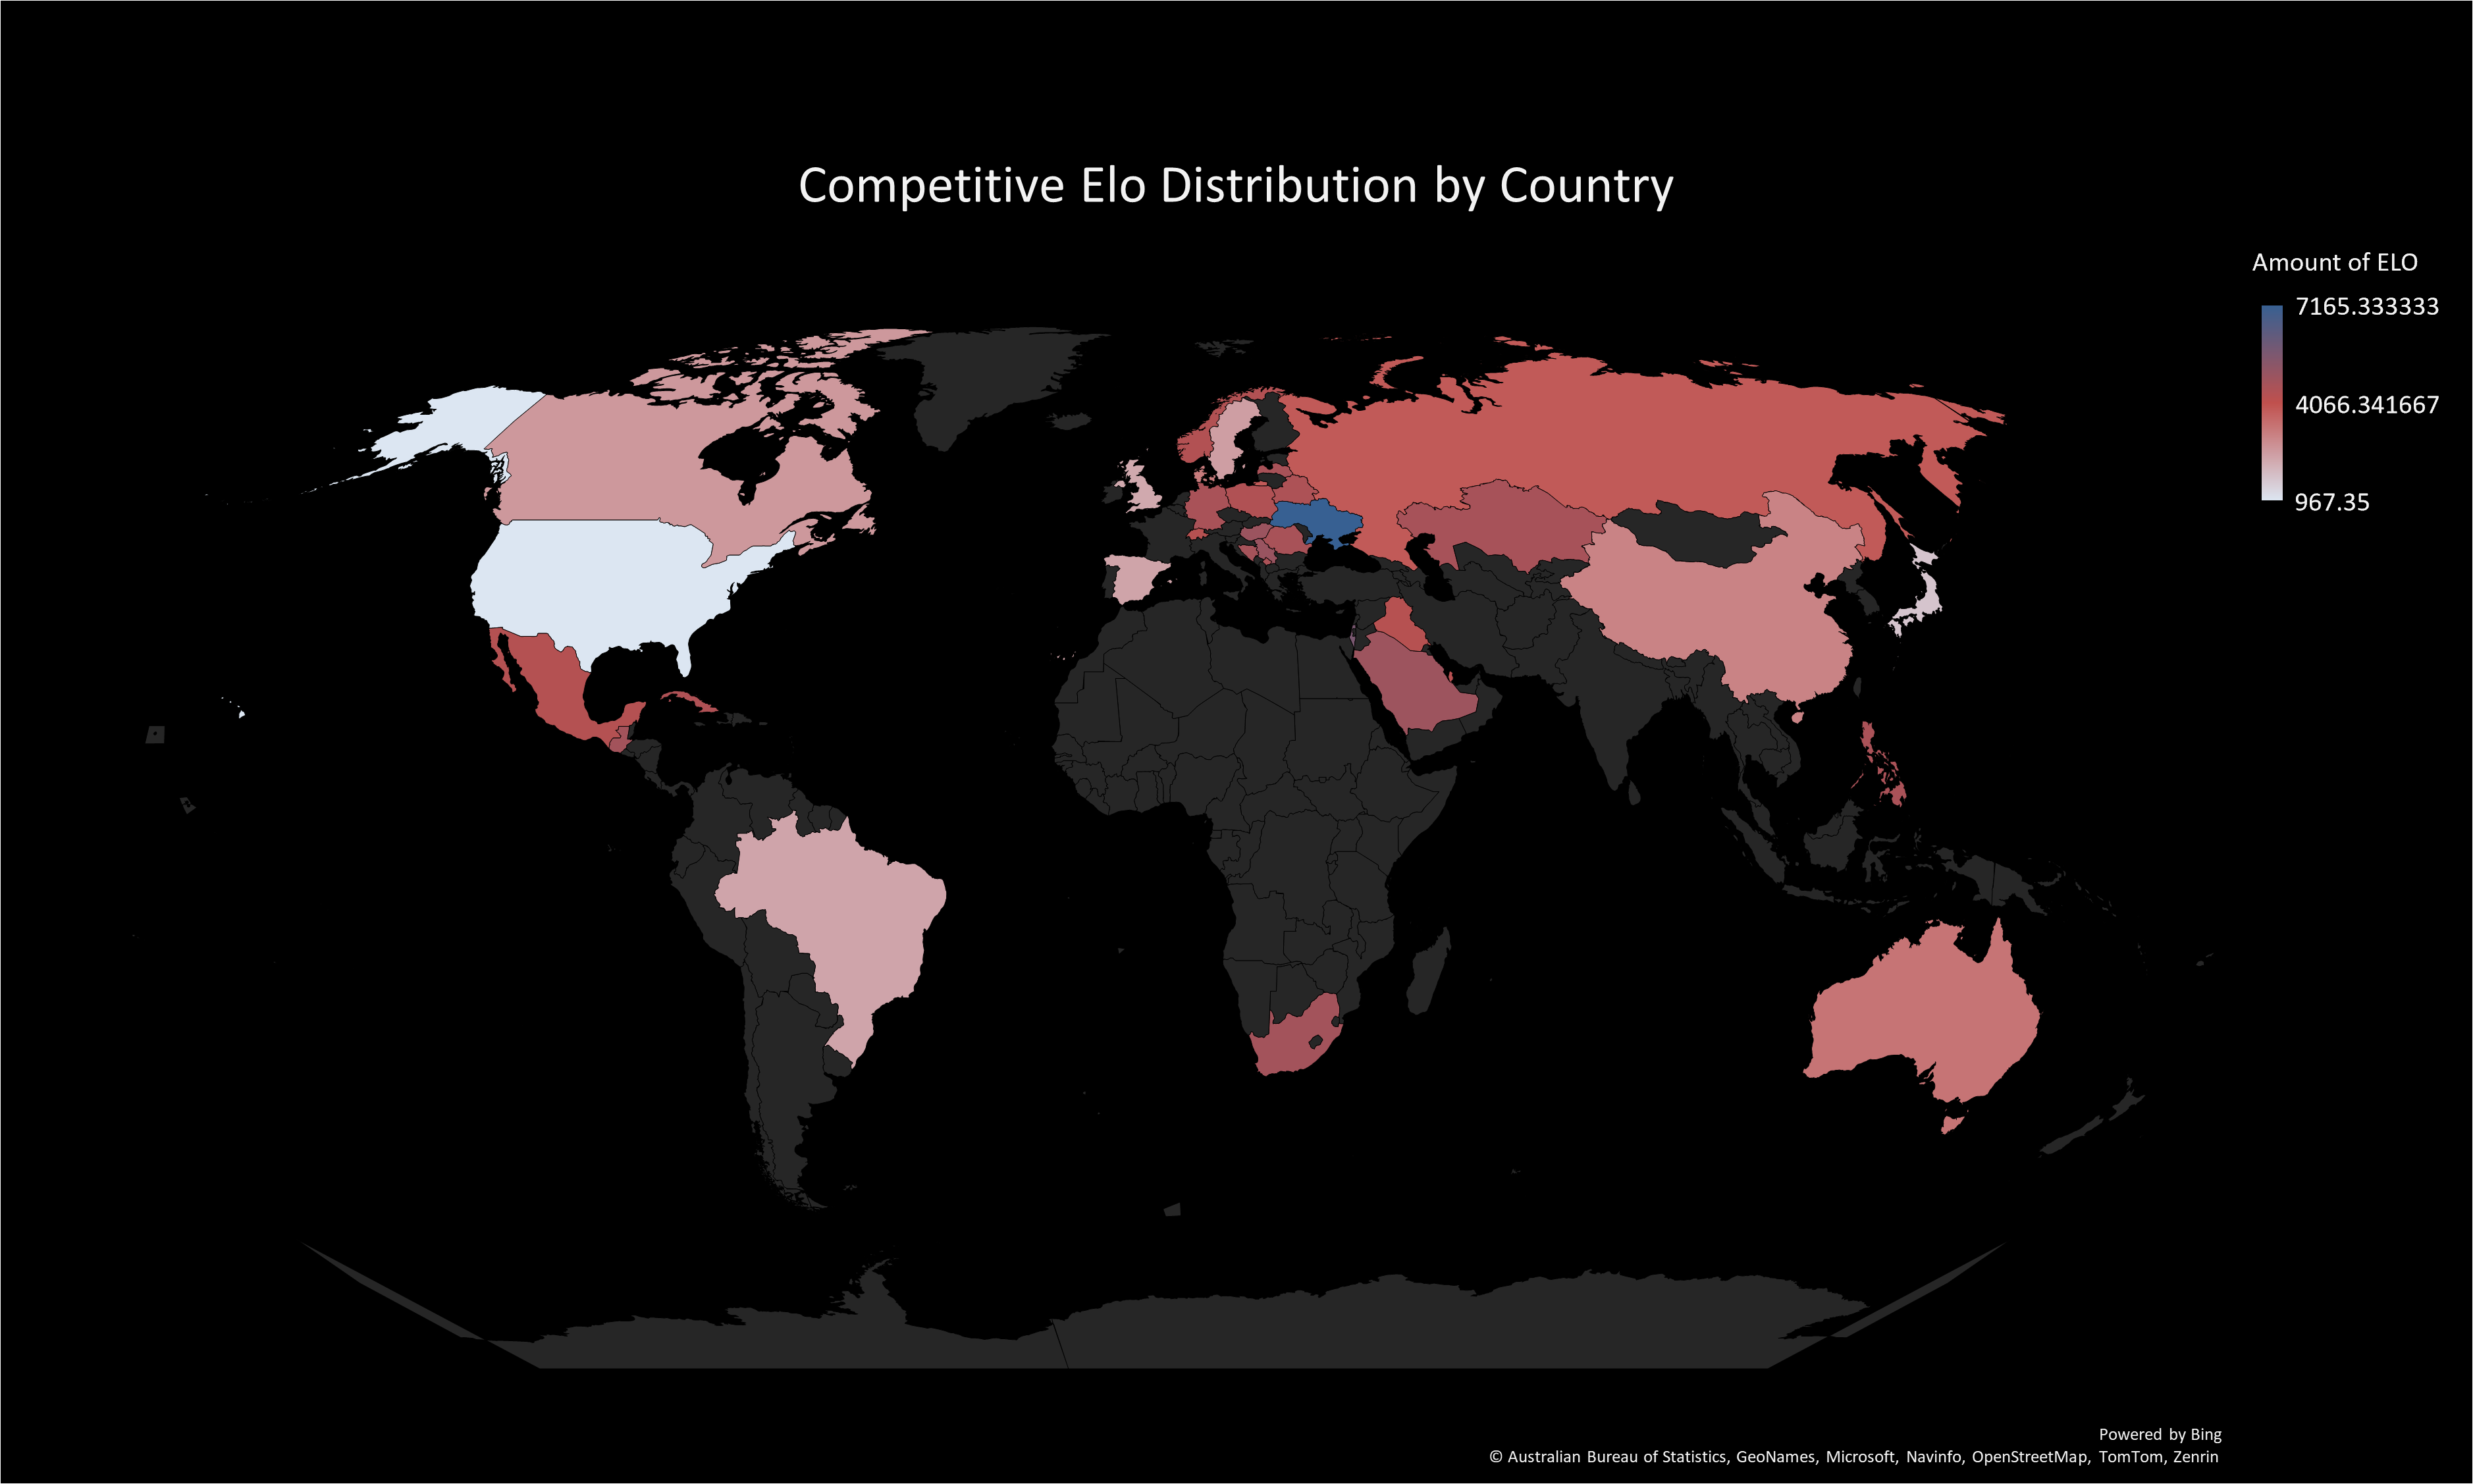 Competitive Elo Distribution by Country
Amount of ELO
7165.333333
4066.341667
967.35
Powered by Bing
© Australian Bureau of Statistics, GeoNames, Microsoft, Navinfo, OpenStreetMap, TomTom, Zenrin